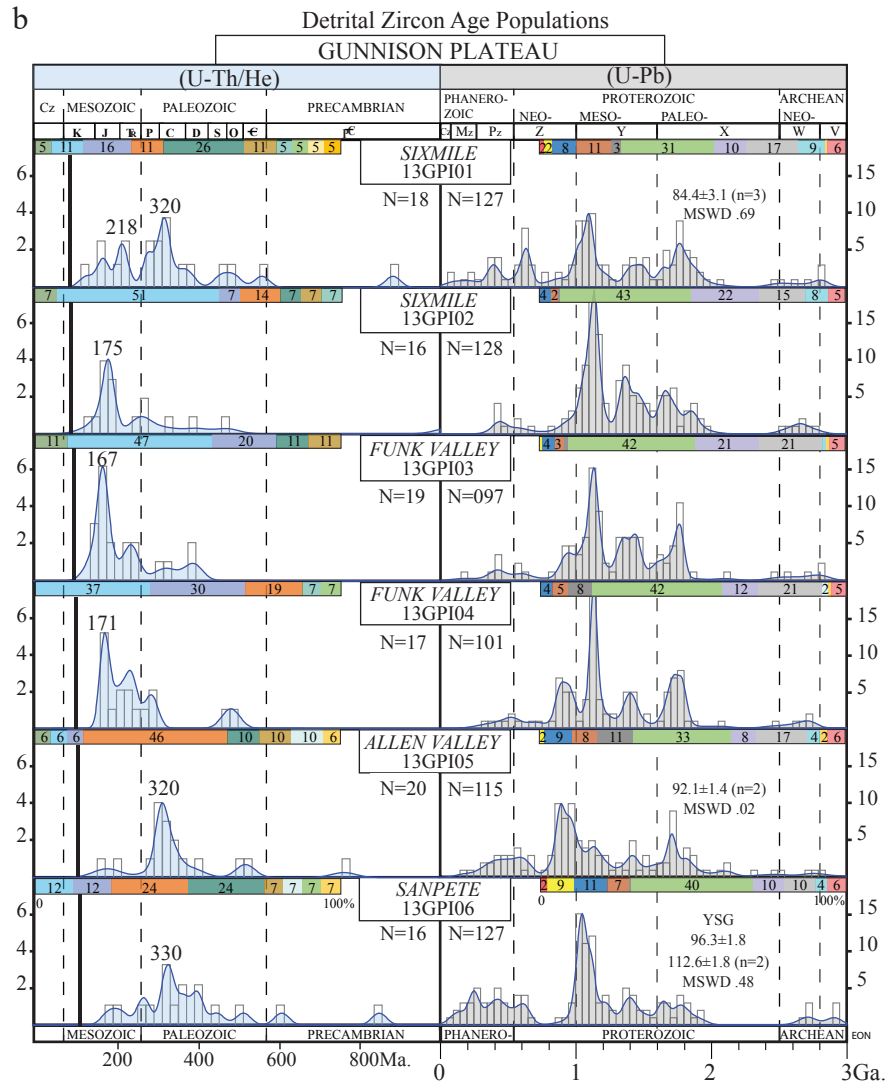 b
Detrital Zircon Age Populations
GUNNISON PLATEAU
(U-Th/He) (U-Pb)
Cz MESOZOIC PALEOZOIC PRECAMBRIAN PHANERO-ZOIC PROTEROZOIC ARCHEAN
NEO- MESO- PALEO- NEO-
K J TR P C D S O Є pЄ Cz Mz Pz Z Y X W V
5 11 16 11 26 11 5 5 5 5 2 2 8 11 3 31 10 17 9 6
SIXMILE
13GPI01
N=18 N=127
84.4±3.1 (n=3)
MSWD .69
218 320
6 4 2 15 10 5
7 51 7 14 7 7 7 4 2 43 22 15 8 5
SIXMILE
13GPI02
N=16 N=128
175
6 4 2 15 10 5
11 47 20 11 11 4 3 42 21 21 5
FUNK VALLEY
13GPI03
N=19 N=097
167
6 4 2 15 10 5
37 30 19 7 7 4 5 8 42 12 21 2 5
FUNK VALLEY
13GPI04
N=17 N=101
171
6 4 2 15 10 5
6 6 6 46 10 10 10 6 2 9 8 11 33 8 17 4 2 6
ALLEN VALLEY
13GPI05
N=20 N=115
92.1±1.4 (n=2)
MSWD .02
320
6 4 2 15 10 5
12 12 24 24 7 7 7 7 2 9 11 7 40 10 10 4 6
0 100% 0 100%
SANPETE
13GPI06
N=16 N=127
YSG
96.3±1.8
112.6±1.8 (n=2)
MSWD .48
330
6 4 2 15 10 5
MESOZOIC PALEOZOIC PRECAMBRIAN PHANERO- PROTEROZOIC ARCHEAN EON
200 400 600 800Ma. 0 1 2 3Ga.